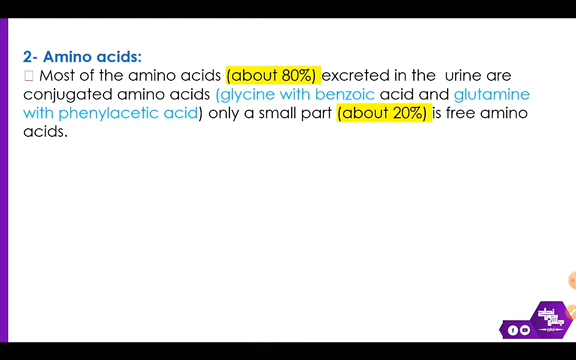 2- Amino acids:
Most of the amino acids (about 80%) excreted in the urine are
conjugated amino acids (glycine with benzoic acid and glutamine
with phenylacetic acid) only a small part (about 20%) is free amino
acids.